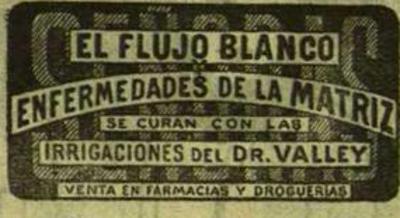 SEÑORAS
EL FLUJO BLANCO
Y
ENFERMEDADES DE LA MATRIZ
SE CURAN CON LAS
IRRIGACIONES DEL DR. VALLEY
VENTA EN FARMACIAS Y DROGUERIAS